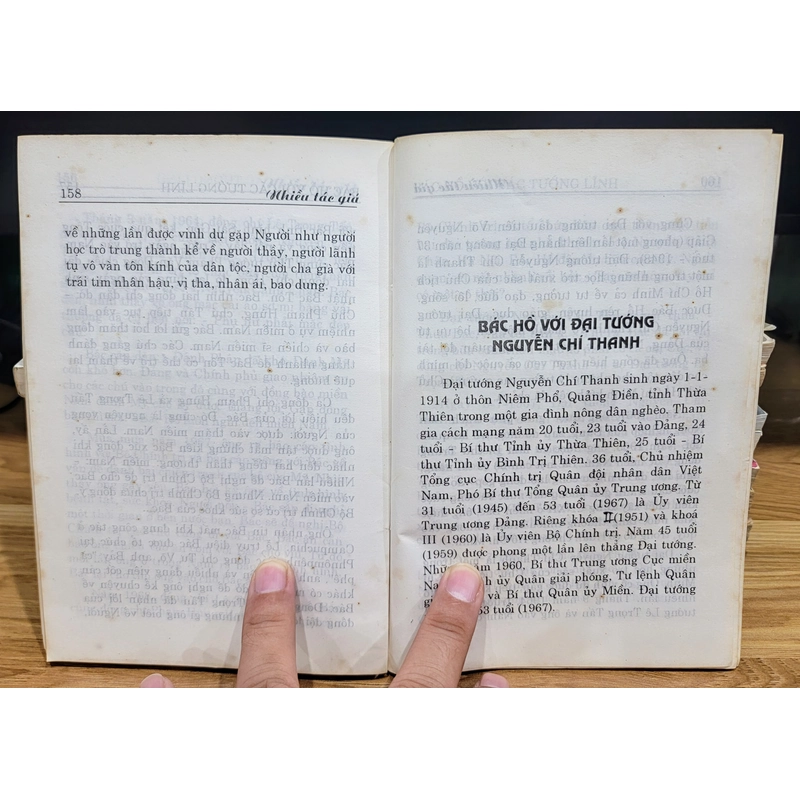 158
Nhiều tác giả
về những lần được vinh dự gặp Người như người
học trò trung thành kể về người thầy, người lãnh
tụ vô vàn tôn kính của dân tộc, người cha già với
trái tim nhân hậu, vị tha, nhân ái, bao dung.
BÁC HỒ VỚI ĐẠI TƯỚNG
NGUYỄN CHÍ THANH
Đại tướng Nguyễn Chí Thanh sinh ngày 1-1-
1914 ở thôn Niêm Phổ, Quảng Điền, tỉnh Thừa
Thiên trong một gia đình nông dân nghèo. Tham
gia cách mạng năm 20 tuổi, 23 tuổi vào Đảng, 24
tuổi - Bí thư Tỉnh ủy Thừa Thiên, 25 tuổi - Bí
thư Tỉnh ủy Bình Trị Thiên. 36 tuổi, Chủ nhiệm
Tổng cục Chính trị Quân đội nhân dân Việt
Nam, Phó Bí thư Tổng Quân ủy Trung ương. Từ
31 tuổi (1945) đến 53 tuổi (1967) là Ủy viên
Trung ương Đảng. Riêng khóa II (1951) và khoá
III (1960) là Ủy viên Bộ Chính trị. Năm 45 tuổi
(1959) được phong một lần lên thẳng Đại tướng.
năm 1960, Bí thư Trung ương Cục miền
ủy Quân giải phóng, Tư lệnh Quân
và Bí thư Quân ủy Miền. Đại tướng
53 tuổi (1967).